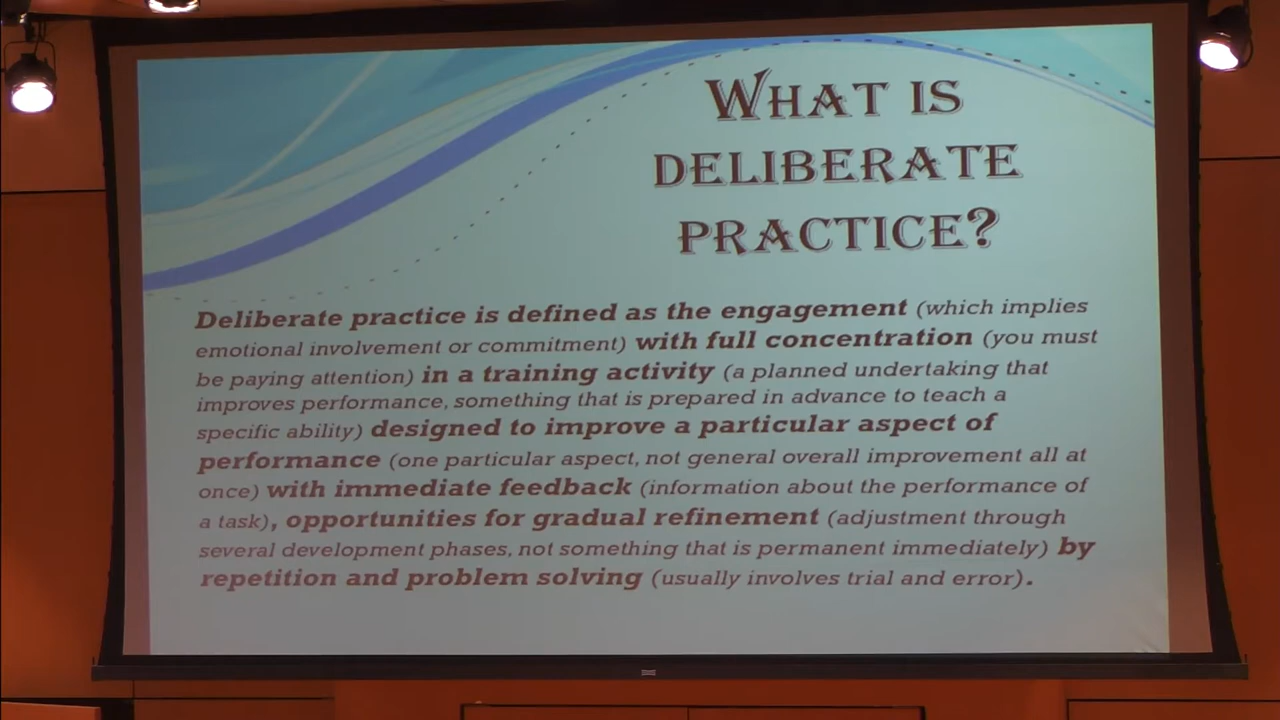 WHAT IS
DELIBERATE
PRACTICE?
Deliberate practice is defined as the engagement (which implies
emotional involvement or commitment) with full concentration (you must
be paying attention) in a training activity (a planned undertaking that
improves performance, something that is prepared in advance to teach a
specific ability) designed to improve a particular aspect of
performance (one particular aspect, not general overall improvement all at
once) with immediate feedback (information about the performance of
a task), opportunities for gradual refinement (adjustment through
several development phases, not something that is permanent immediately) by
repetition and problem solving (usually involves trial and error).